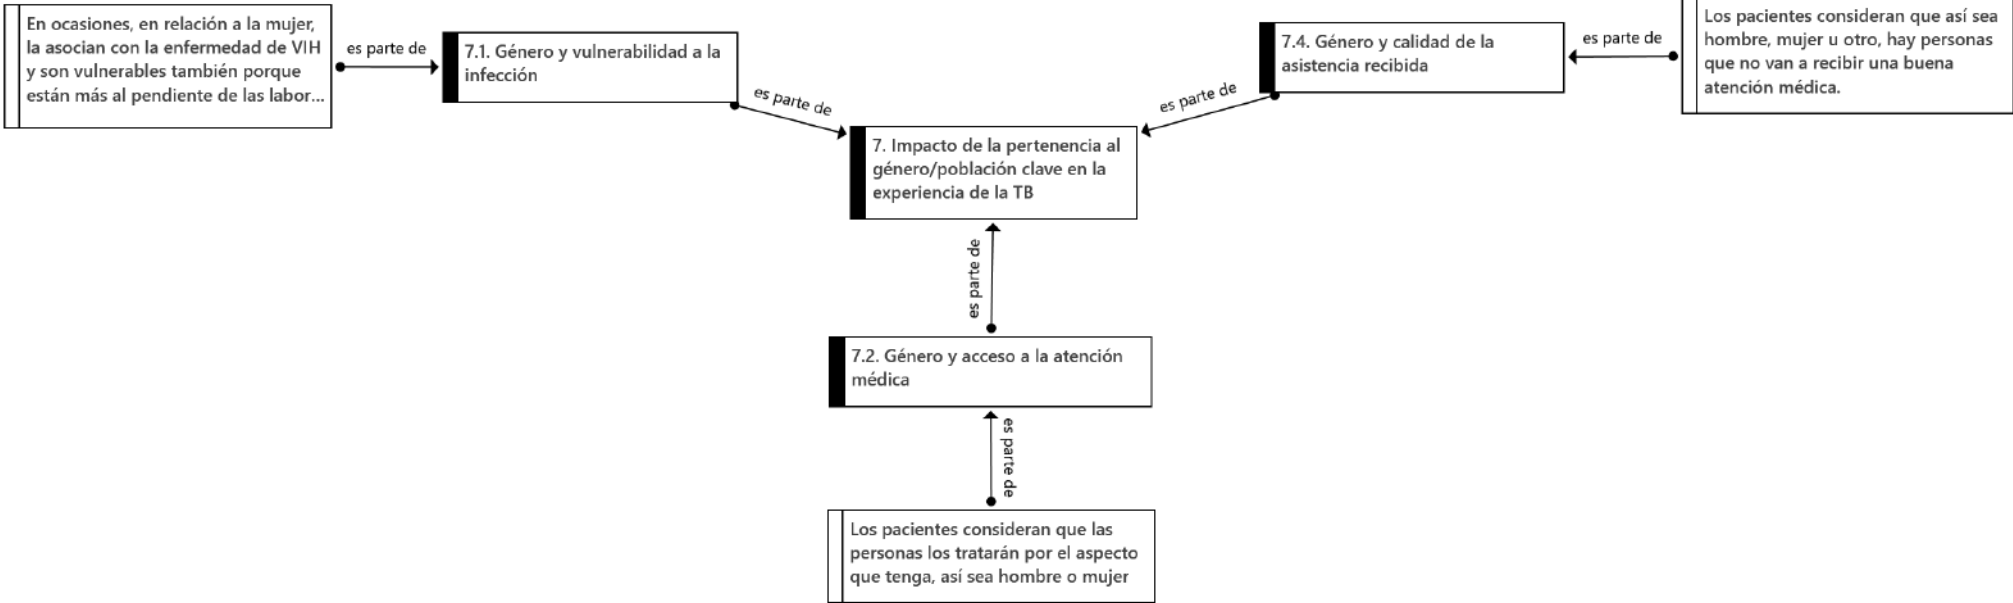 En ocasiones, en relación a la mujer,
la asocian con la enfermedad de VIH
y son vulnerables también porque
están más al pendiente de las labor...
es parte de
7.1. Género y vulnerabilidad a la
infección
es parte de
7. Impacto de la pertenencia al
género/población clave en la
experiencia de la TB
es parte de
7.4. Género y calidad de la
asistencia recibida
es parte de
Los pacientes consideran que así sea
hombre, mujer u otro, hay personas
que no van a recibir una buena
atención médica.
es parte de
7.2. Género y acceso a la atención
médica
es parte de
Los pacientes consideran que las
personas los tratarán por el aspecto
que tenga, así sea hombre o mujer